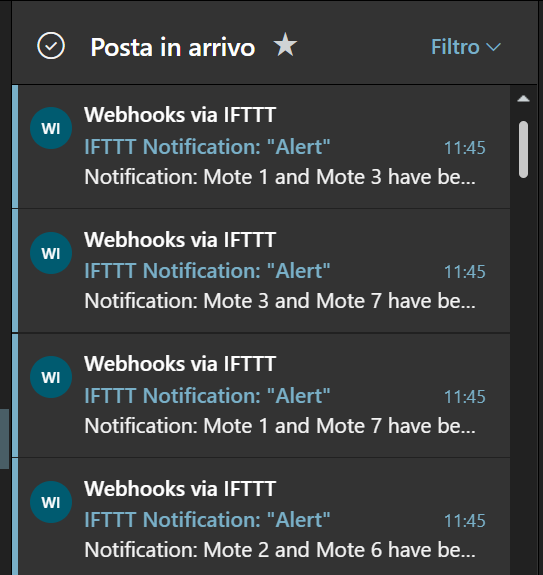 Posta in arrivo
Filtro
WI
Webhooks via IFTTT
IFTTT Notification: "Alert"
11:45
Notification: Mote 1 and Mote 3 have be...
WI
Webhooks via IFTTT
IFTTT Notification: "Alert"
11:45
Notification: Mote 3 and Mote 7 have be...
WI
Webhooks via IFTTT
IFTTT Notification: "Alert"
11:45
Notification: Mote 1 and Mote 7 have be...
WI
Webhooks via IFTTT
IFTTT Notification: "Alert"
11:45
Notification: Mote 2 and Mote 6 have be...